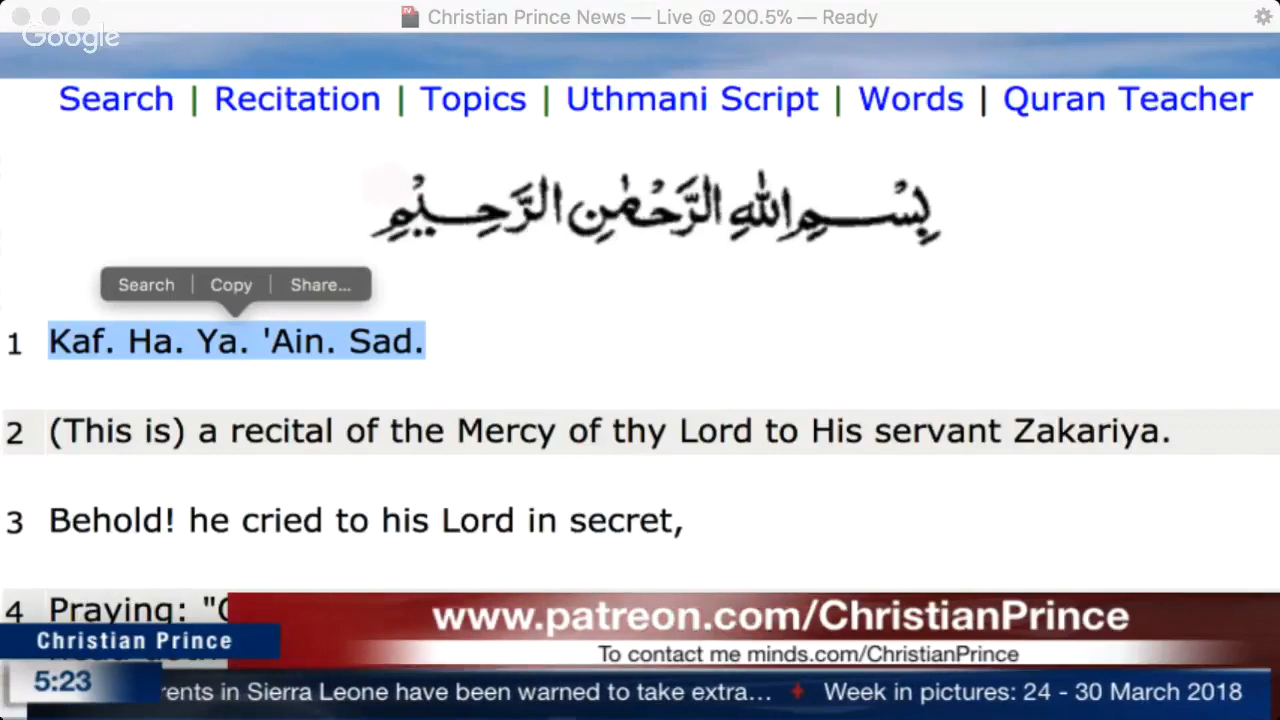 Christian Prince News — Live @ 200.5% — Ready
Google
Search | Recitation | Topics | Uthmani Script | Words | Quran Teacher
بِسْمِ اللهِ الرَّحْمٰنِ الرَّحِيْمِ
Search Copy Share...
1 Kaf. Ha. Ya. 'Ain. Sad.
2 (This is) a recital of the Mercy of thy Lord to His servant Zakariya.
3 Behold! he cried to his Lord in secret,
4 Praying: "
www.patreon.com/ChristianPrince
Christian Prince
To contact me minds.com/ChristianPrince
5:23
rents in Sierra Leone have been warned to take extra... Week in pictures: 24 - 30 March 2018